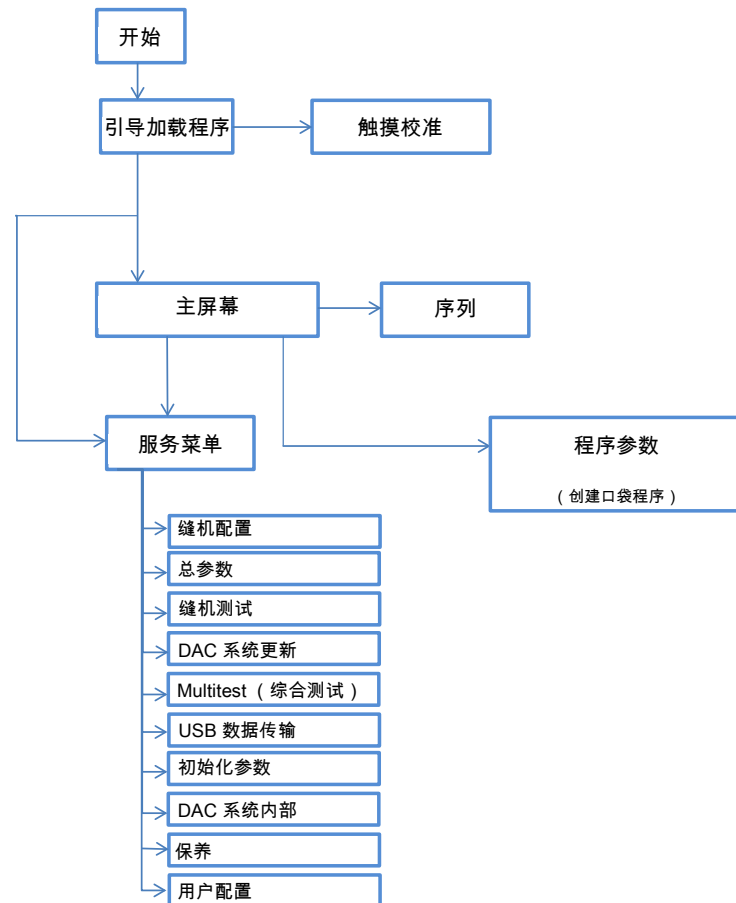 开始
引导加载程序
触摸校准
主屏幕
序列
服务菜单
程序参数
（创建口袋程序）
缝机配置
总参数
缝机测试
DAC 系统更新
Multitest （综合测试）
USB 数据传输
初始化参数
DAC 系统内部
保养
用户配置